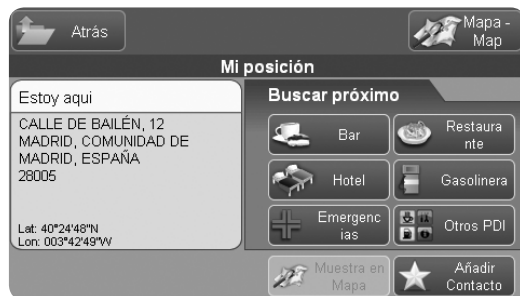 Atrás
Mapa -
Map
Mi posición
Estoy aqui
CALLE DE BAILÉN, 12
MADRID, COMUNIDAD DE
MADRID, ESPAÑA
28005
Lat: 40°24'48"N
Lon: 003°42'49"W
Buscar próximo
Bar
Restaura
nte
Hotel
Gasolinera
Emergenc
ias
Otros PDI
Muestra en
Mapa
Añadir
Contacto